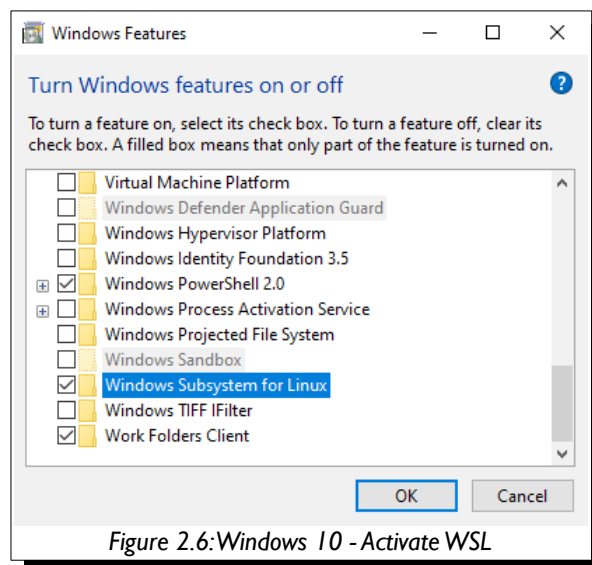 Windows Features
Turn Windows features on or off
To turn a feature on, select its check box. To turn a feature off, clear its
check box. A filled box means that only part of the feature is turned on.
Virtual Machine Platform
Windows Defender Application Guard
Windows Hypervisor Platform
Windows Identity Foundation 3.5
Windows PowerShell 2.0
Windows Process Activation Service
Windows Projected File System
Windows Sandbox
Windows Subsystem for Linux
Windows TIFF IFilter
Work Folders Client
OK Cancel
Figure 2.6: Windows 10 - Activate WSL